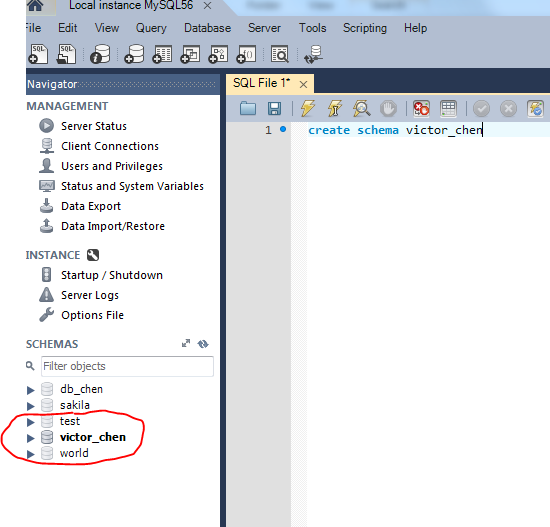 Local instance MySQL56
File Edit View Query Database Server Tools Scripting Help
Navigator
SQL File 1*
MANAGEMENT
Server Status
1 create schema victor_chen
Client Connections
Users and Privileges
Status and System Variables
Data Export
Data Import/Restore
INSTANCE
Startup / Shutdown
Server Logs
Options File
SCHEMAS
Filter objects
db_chen
sakila
test
victor_chen
world